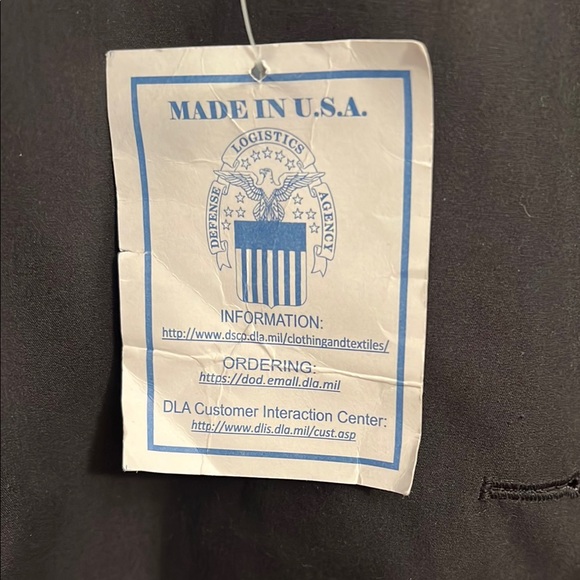 MADE IN U.S.A.
DEFENSE LOGISTICS AGENCY
INFORMATION:
http://www.dsco.dla.mil/clothingandtextiles/
ORDERING:
https://dod.emall.dla.mil
DLA Customer Interaction Center:
http://www.dlis.dla.mil/cust.asp